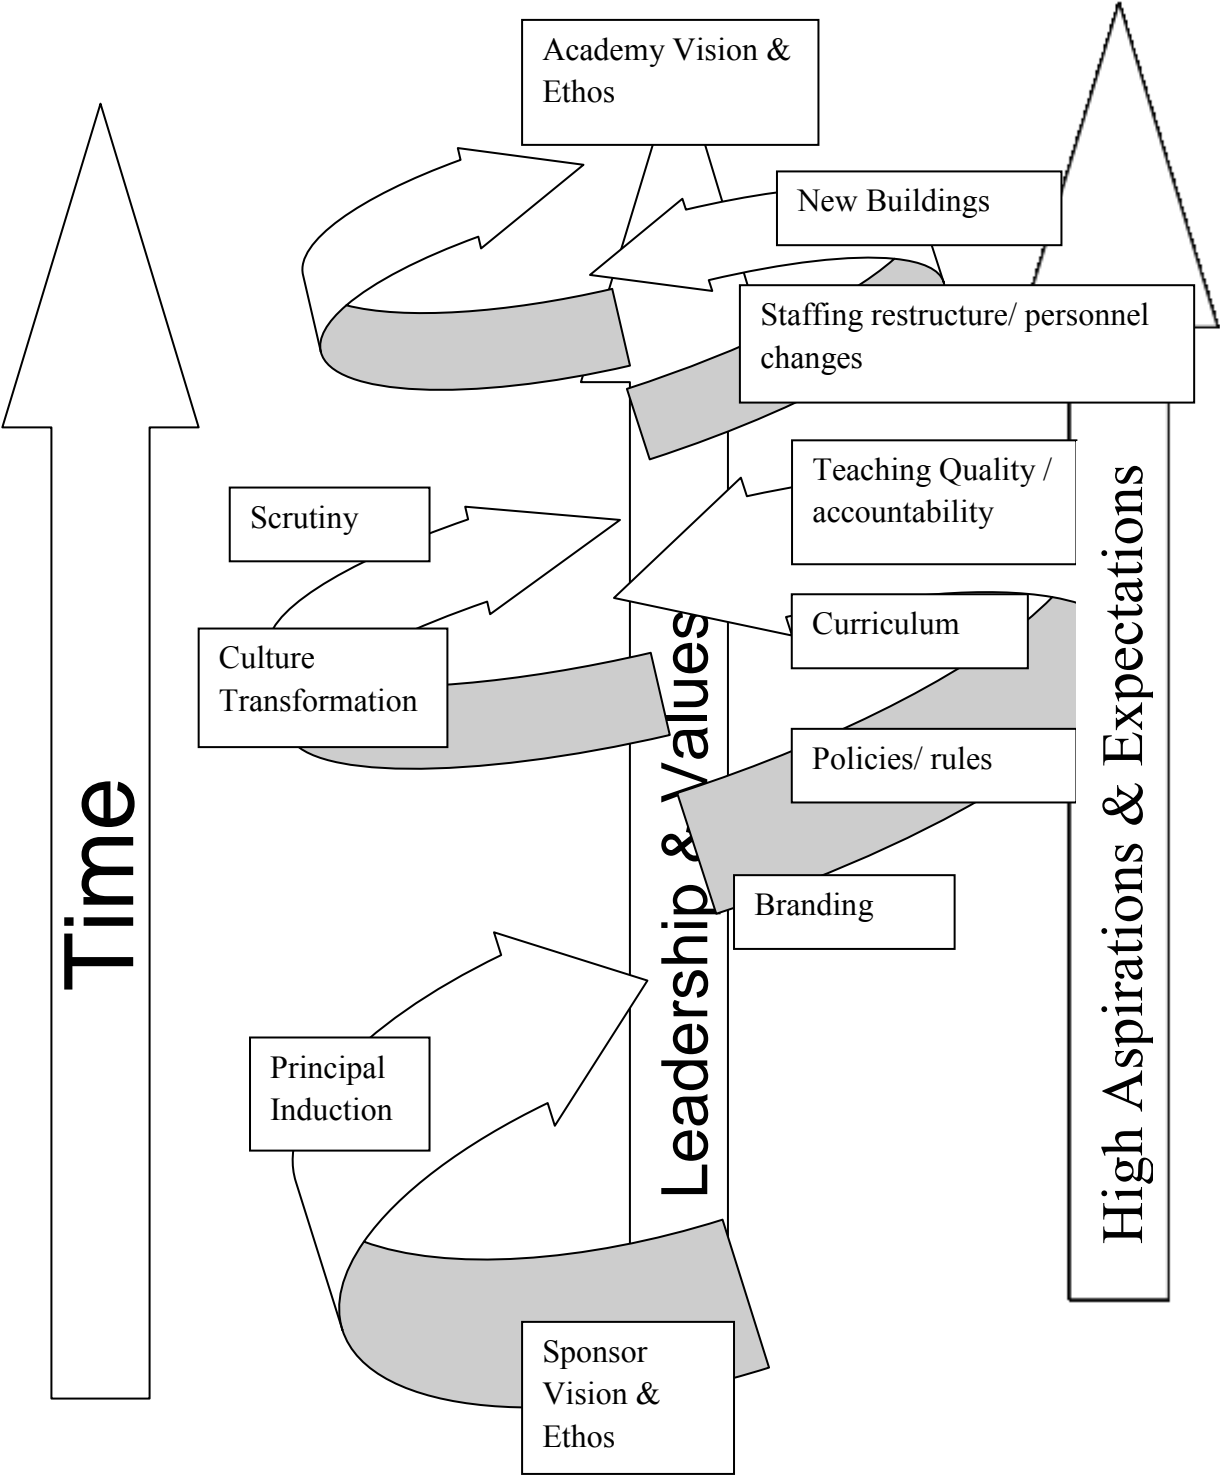 Academy Vision &
Ethos
New Buildings
Staffing restructure/ personnel
changes
Teaching Quality /
accountability
Scrutiny
Curriculum
Culture
Transformation
Policies/ rules
Branding
Principal
Induction
Sponsor
Vision &
Ethos
Time
Leadership & Values
High Aspirations & Expectations